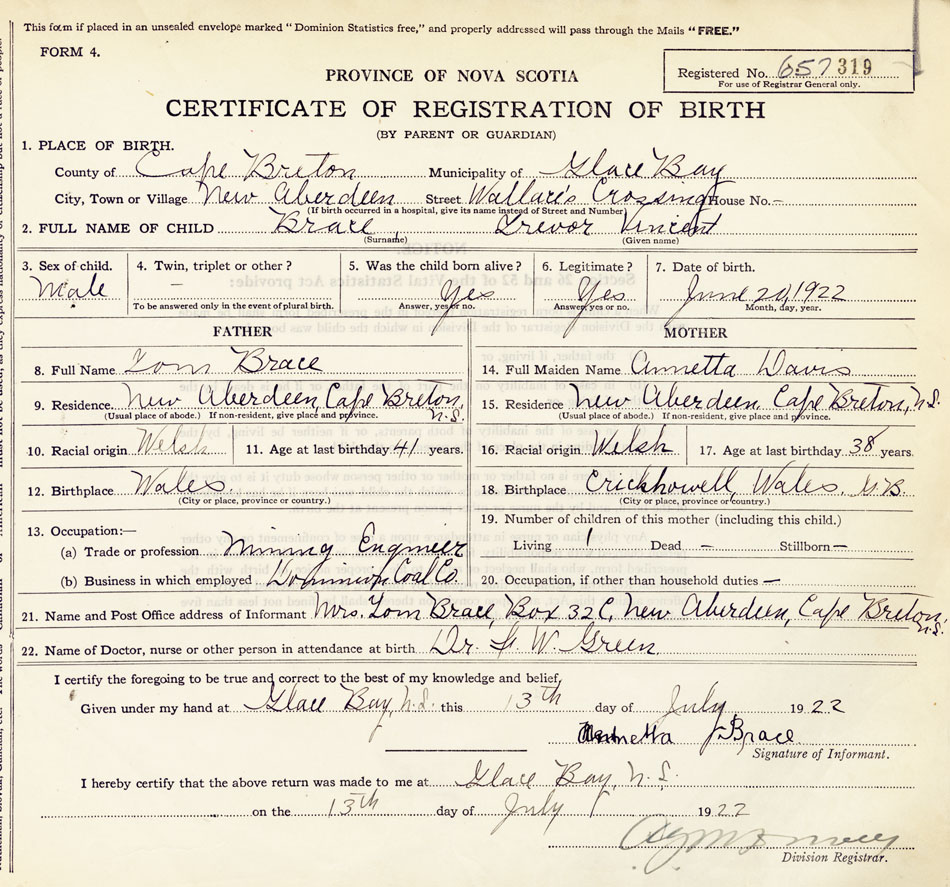 This form if placed in an unsealed envelope marked "Dominion Statistics free," and properly addressed will pass through the Mails "FREE."
FORM 4.
Registered No. 657319
For use of Registrar General only.
PROVINCE OF NOVA SCOTIA
CERTIFICATE OF REGISTRATION OF BIRTH
(BY PARENT OR GUARDIAN)
1. PLACE OF BIRTH.
County of Cape Breton Municipality of Glace Bay
City, Town or Village New Aberdeen Street Wallace's Crossing House No. —
(If birth occurred in a hospital, give its name instead of Street and Number)
2. FULL NAME OF CHILD Brace, Trevor Vincent
(Surname) (Given name)
3. Sex of child. 4. Twin, triplet or other? 5. Was the child born alive? 6. Legitimate? 7. Date of birth.
Male — Yes Yes June 20, 1922
To be answered only in the event of plural birth. Answer, yes or no. Answer, yes or no. Month, day, year.
FATHER MOTHER
8. Full Name Tom Brace 14. Full Maiden Name Annetta Davis
9. Residence New Aberdeen, Cape Breton, N.S. 15. Residence New Aberdeen, Cape Breton, N.S.
(Usual place of abode.) If non-resident, give place and province. (Usual place of abode.) If non-resident, give place and province.
10. Racial origin Welsh 11. Age at last birthday 41 years. 16. Racial origin Welsh 17. Age at last birthday 38 years.
12. Birthplace Wales. 18. Birthplace Crickhowell, Wales,
(City or place, province or country.) (City or place, province or country.)
13. Occupation:— 19. Number of children of this mother (including this child.)
(a) Trade or profession Mining Engineer Living 1 Dead — Stillborn —
(b) Business in which employed Dominion Coal Co. 20. Occupation, if other than household duties —
21. Name and Post Office address of Informant Mrs. Tom Brace, Box 32C, New Aberdeen, Cape Breton, N.S.
22. Name of Doctor, nurse or other person in attendance at birth Dr. W. Green
I certify the foregoing to be true and correct to the best of my knowledge and belief,
Given under my hand at Glace Bay, N.S. this 13th day of July 1922
Annetta Brace
Signature of Informant.
I hereby certify that the above return was made to me at Glace Bay, N.S.
on the 13th day of July 1922
Division Registrar.